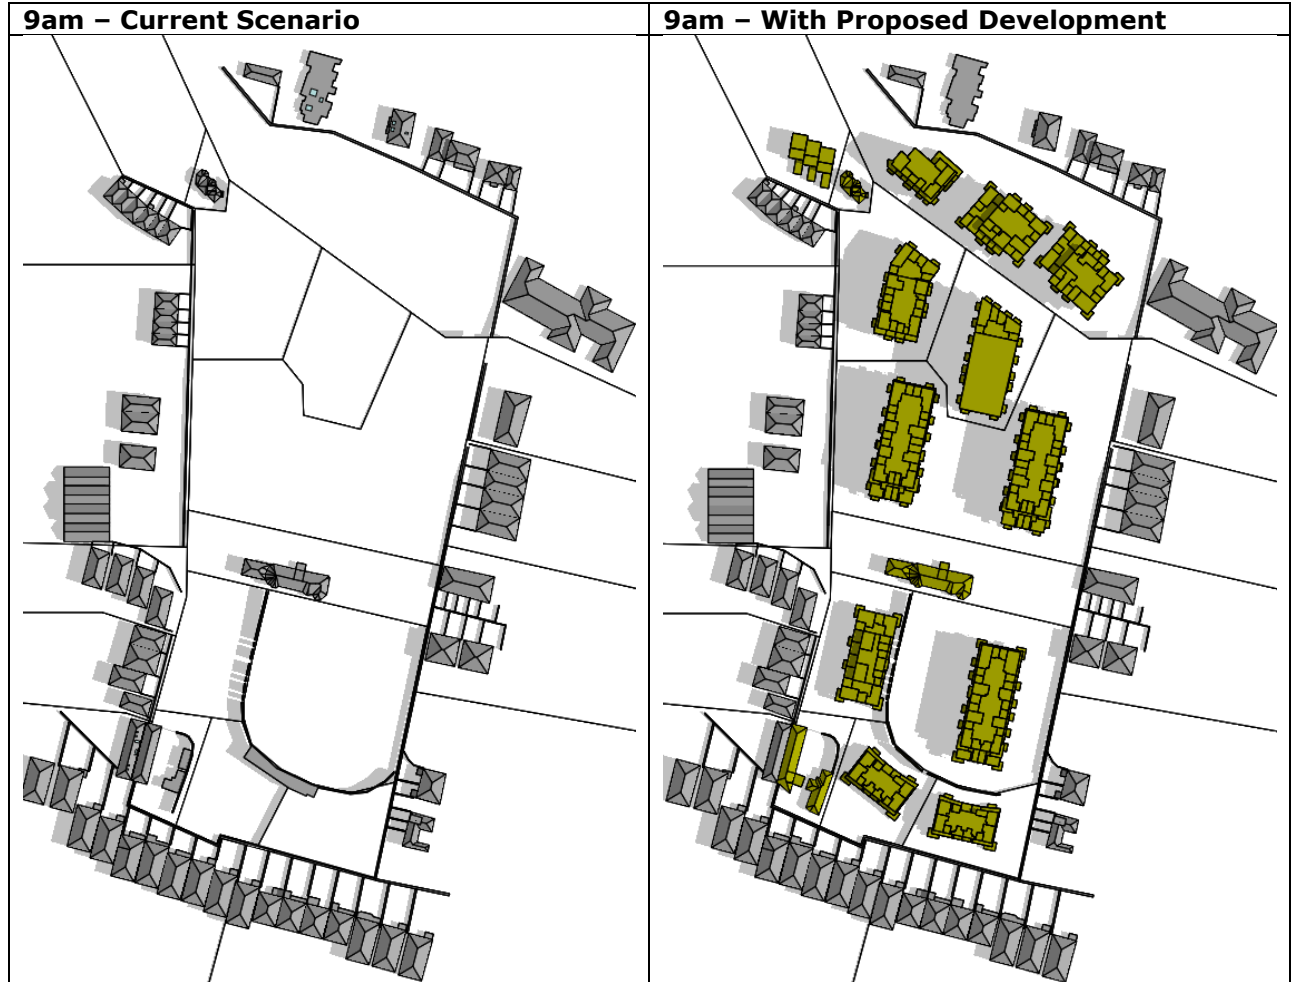 9am – Current Scenario
9am – With Proposed Development